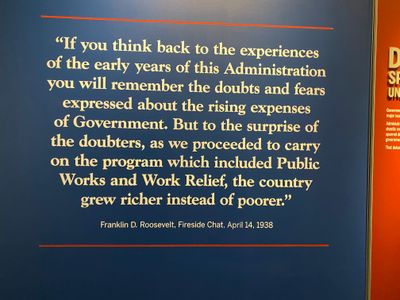 “If you think back to the experiences
of the early years of this Administration
you will remember the doubts and fears
expressed about the rising expenses
of Government. But to the surprise of
the doubters, as we proceeded to carry
on the program which included Public
Works and Work Relief, the country
grew richer instead of poorer.”
Franklin D. Roosevelt, Fireside Chat, April 14, 1938